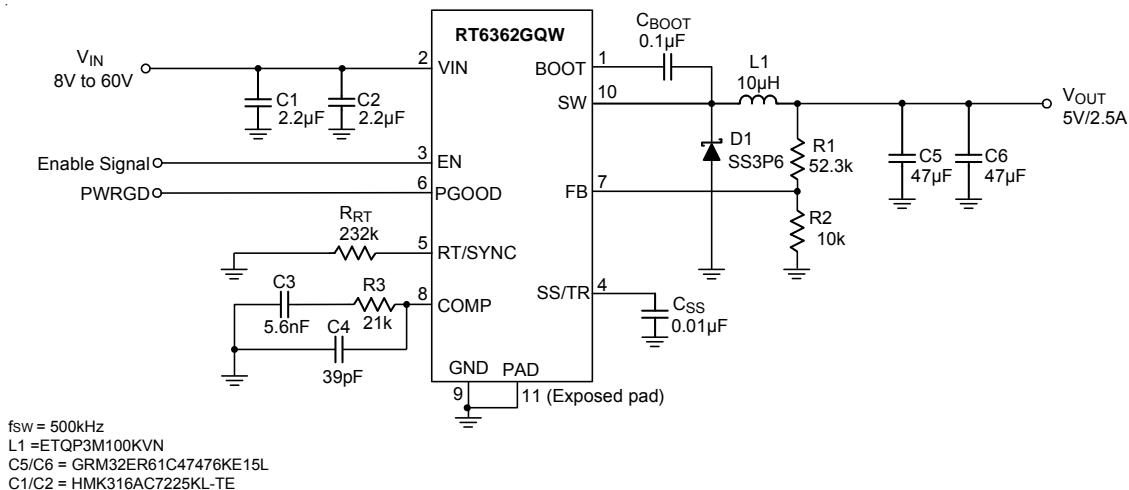 RT6362GQW
VIN
8V to 60V
2
VIN
C1
2.2µF
C2
2.2µF
Enable Signal
3
EN
PWRGD
6
PGOOD
RRT
232k
5
RT/SYNC
C3
5.6nF
R3
21k
8
COMP
C4
39pF
GND
PAD
9
11 (Exposed pad)
CBOOT
0.1µF
BOOT
1
L1
10µH
SW
10
VOUT
5V/2.5A
D1
SS3P6
R1
52.3k
C5
47µF
C6
47µF
FB
7
R2
10k
SS/TR
4
CSS
0.01µF
fSW = 500kHz
L1 =ETQP3M100KVN
C5/C6 = GRM32ER61C47476KE15L
C1/C2 = HMK316AC7225KL-TE